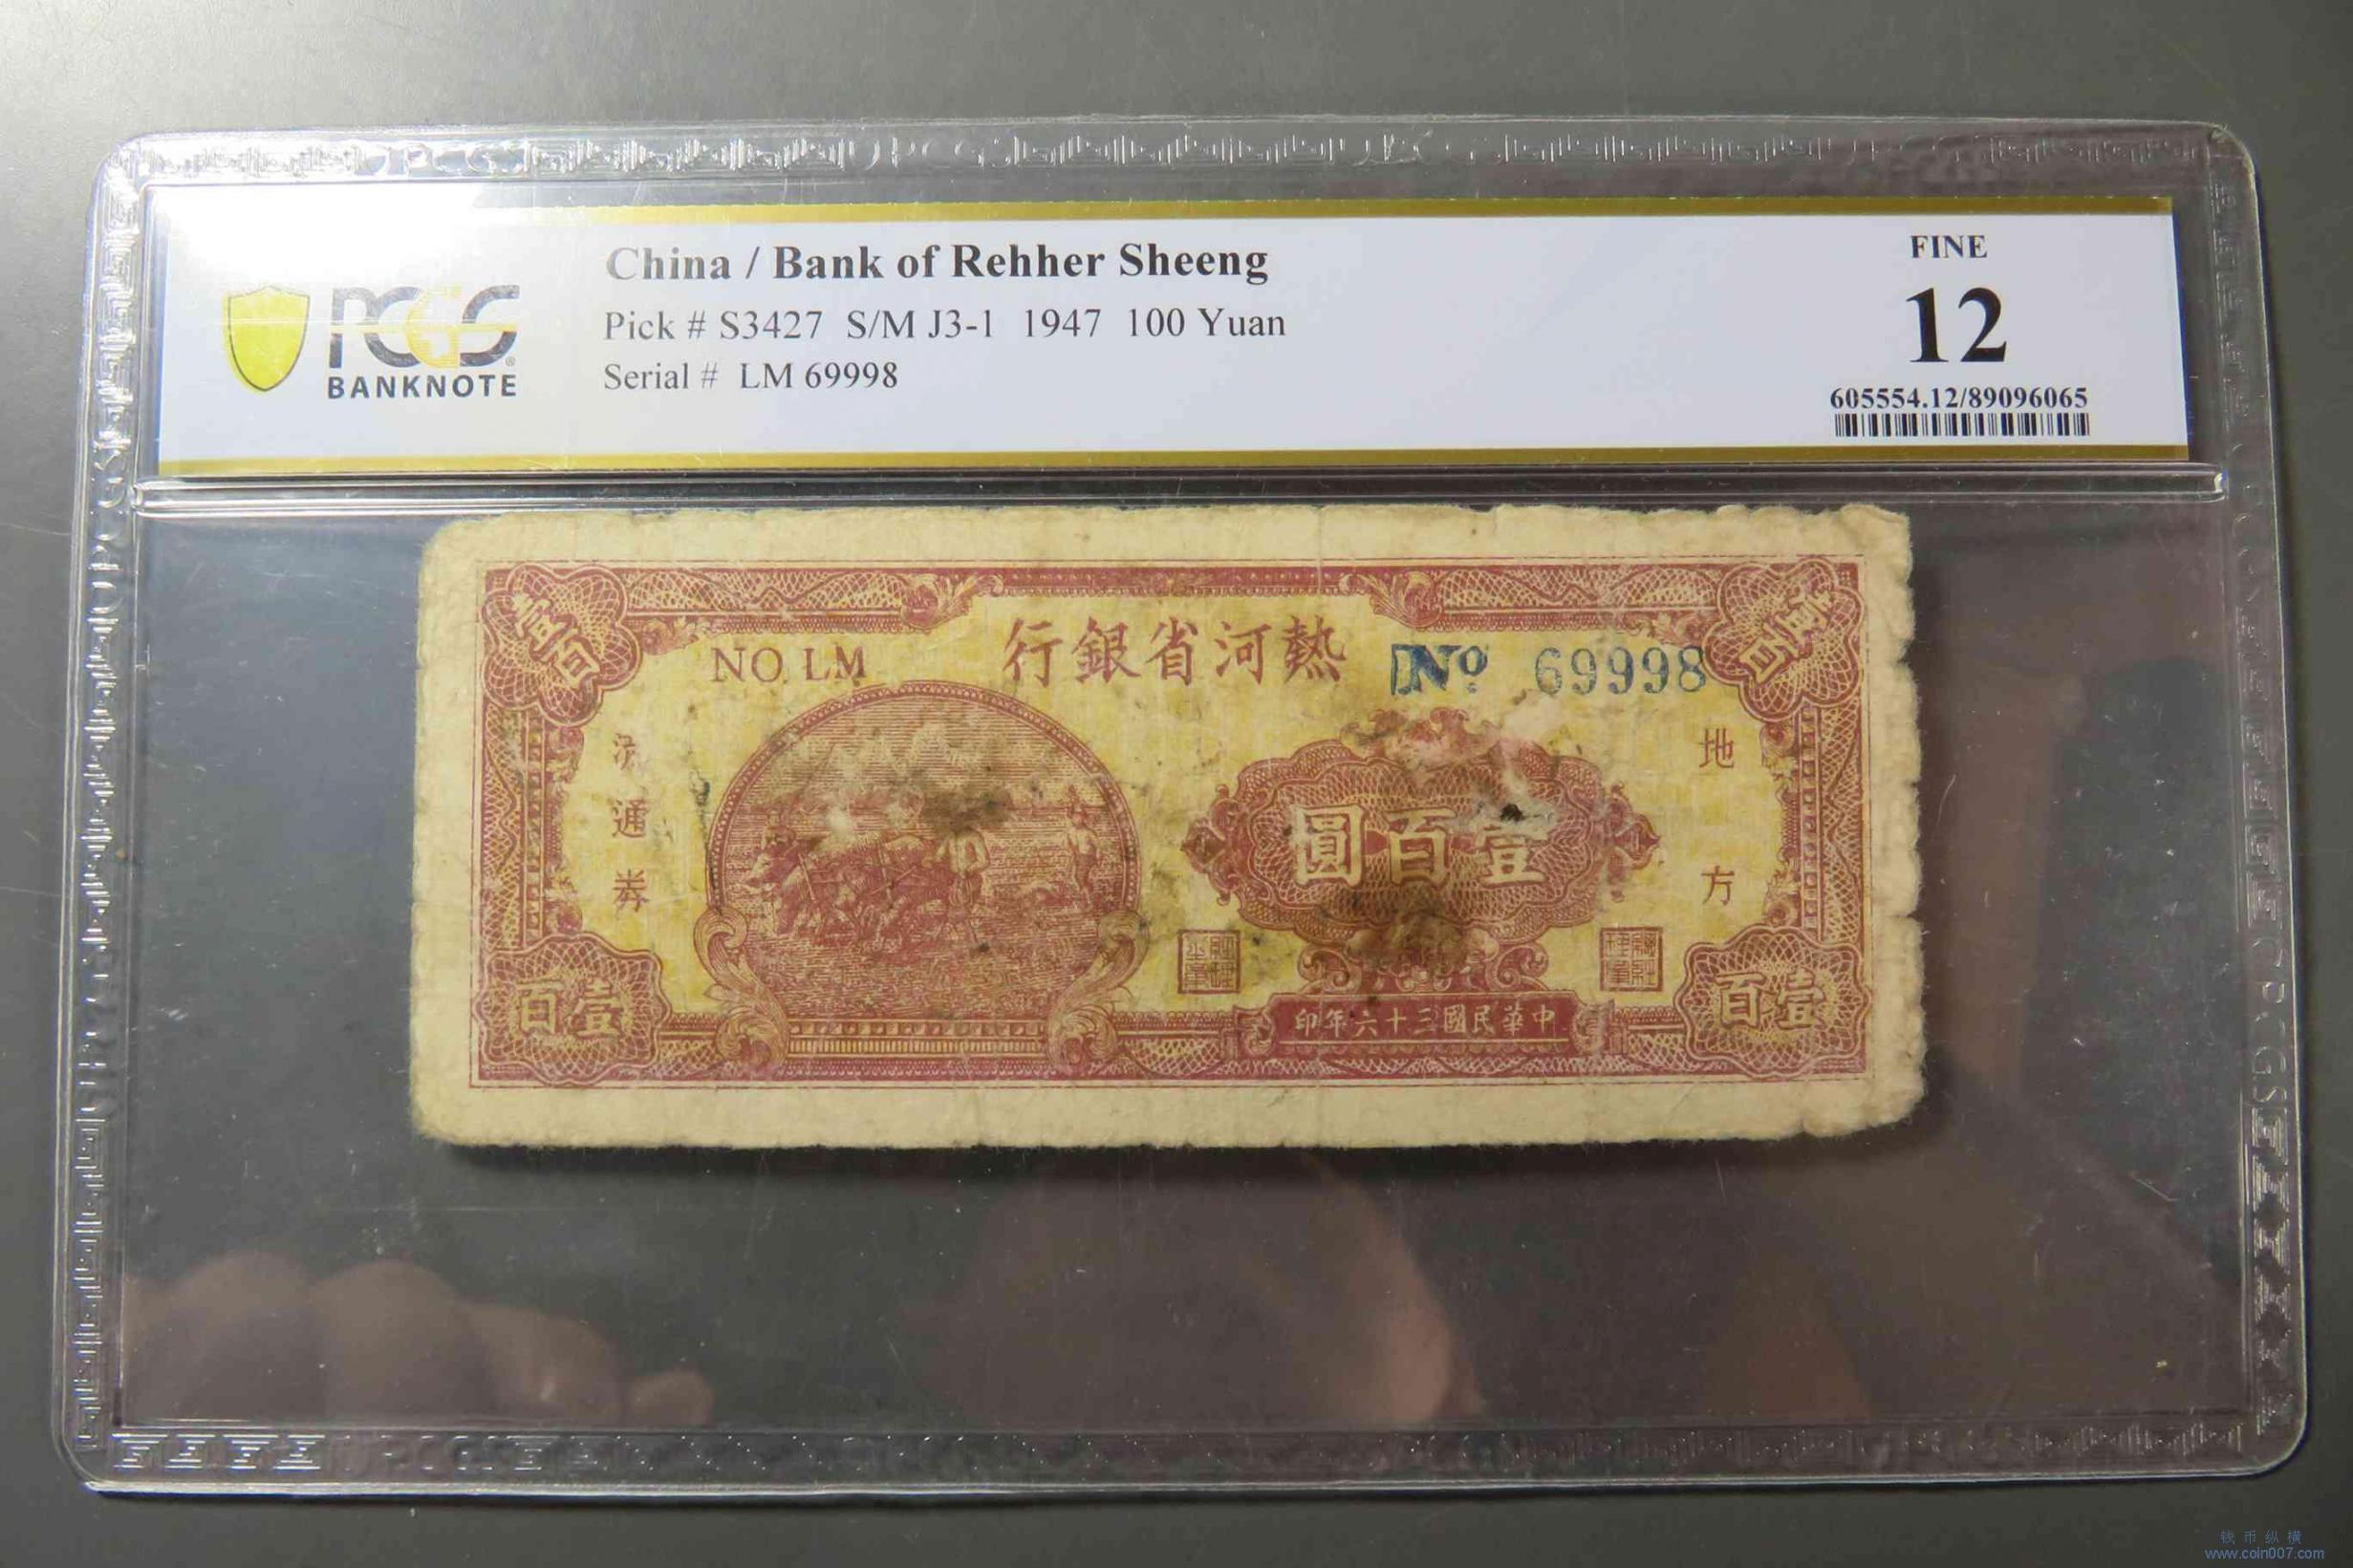 China / Bank of Rehher Sheeng
Pick # S3427 S/M J3-1 1947 100 Yuan
Serial # LM 69998
PCGS
BANKNOTE
FINE
12
605554.12/89096065
壹百
壹百
NO. LM
行銀省河熱
No 69998
流通券
地方
圓百壹
印年六十三國民華中
百壹
百壹
钱币纵横
www.coin007.com